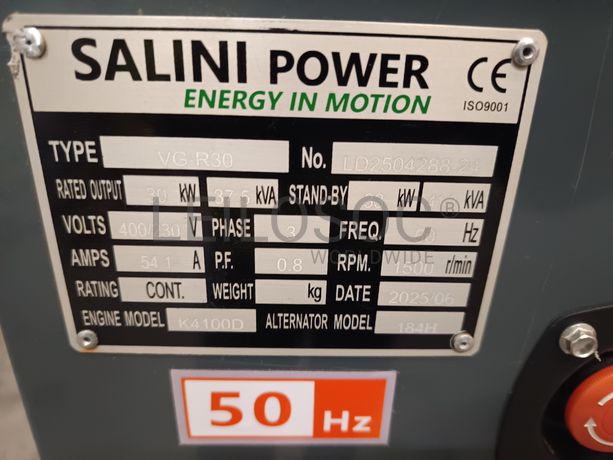 SALINI POWER
ENERGY IN MOTION
CE
ISO9001
TYPE VG-R30 No. LD2504288-
RATED OUTPUT 30 kW 37.5 kVA STAND-BY kW kVA
VOLTS 400/230 V PHASE 3 FREQ. Hz
LEILOSOC®
WORLDWIDE
AMPS 54.1 A P.F. 0.8 RPM. 1500 r/min
RATING CONT. WEIGHT kg DATE 2025/06
ENGINE MODEL K4100D ALTERNATOR MODEL 184H
50 Hz